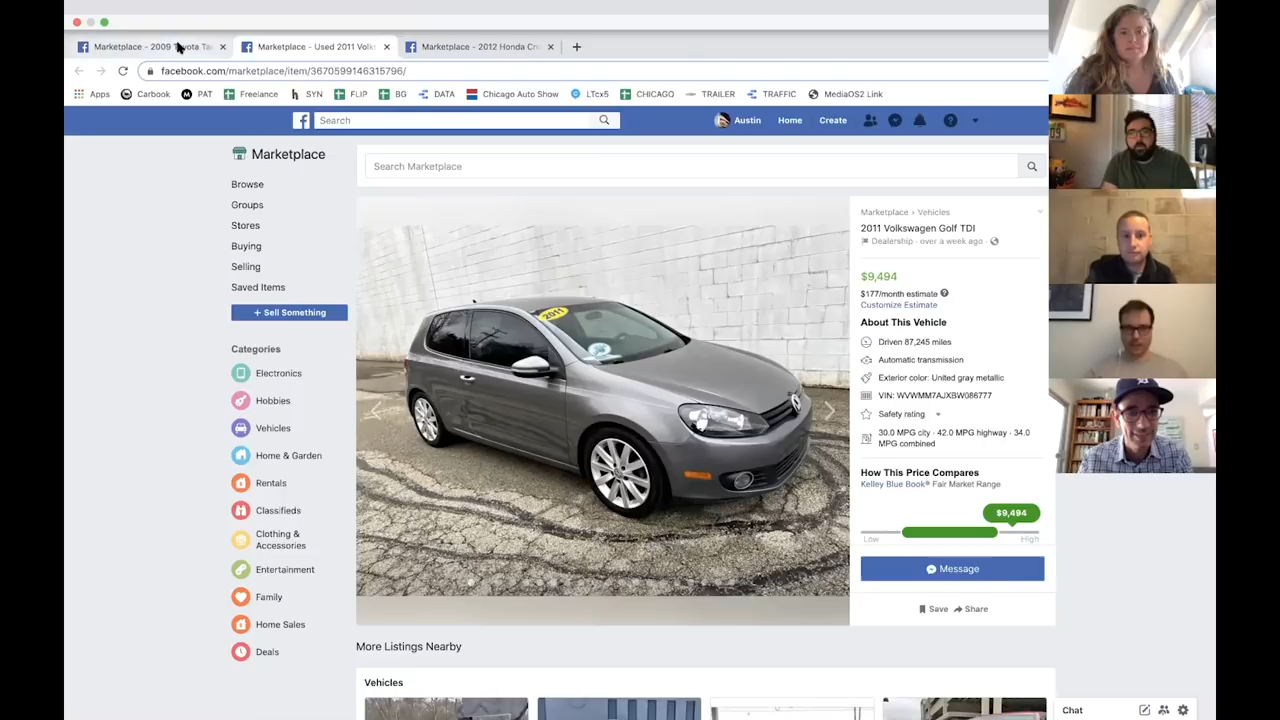 Marketplace - 2009 Toyota Ta
Marketplace - Used 2011 Volks
Marketplace - 2012 Honda Cr
facebook.com/marketplace/item/3670599146315796/
Apps
Carbook
PAT
Freelance
SYN
FLIP
BG
DATA
Chicago Auto Show
LTcx5
CHICAGO
TRAILER
TRAFFIC
MediaOS2 Link
Search
Austin
Home
Create
Marketplace
Search Marketplace
Browse
Groups
Stores
Buying
Selling
Saved Items
+ Sell Something
Categories
Electronics
Hobbies
Vehicles
Home & Garden
Rentals
Classifieds
Clothing &
Accessories
Entertainment
Family
Home Sales
Deals
2011
Marketplace › Vehicles
2011 Volkswagen Golf TDI
Dealership · over a week ago ·
$9,494
$177/month estimate
Customize Estimate
About This Vehicle
Driven 87,245 miles
Automatic transmission
Exterior color: United gray metallic
VIN: WVWMM7AJXBW086777
Safety rating
30.0 MPG city · 42.0 MPG highway · 34.0
MPG combined
How This Price Compares
Kelley Blue Book® Fair Market Range
$9,494
Low
High
Message
Save
Share
More Listings Nearby
Vehicles
Chat